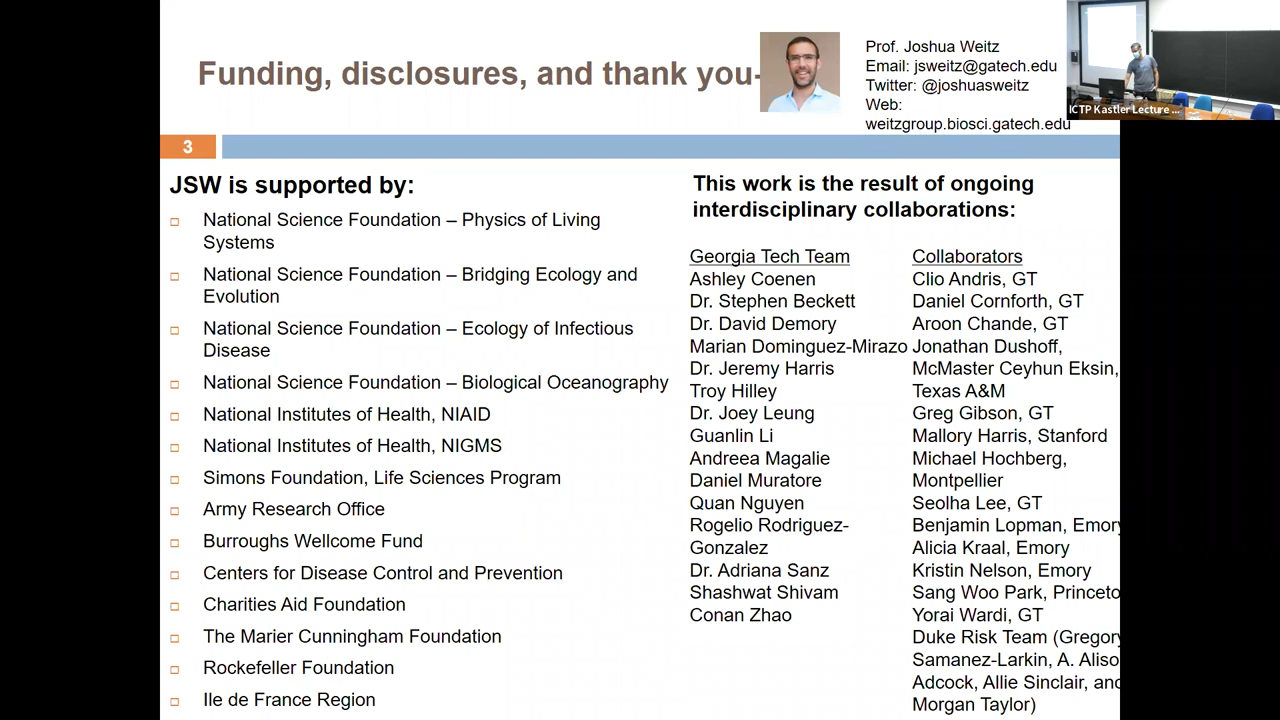 Funding, disclosures, and thank you-
Prof. Joshua Weitz
Email: jsweitz@gatech.edu
Twitter: @joshuasweitz
Web:
weitzgroup.biosci.gatech.edu
ICTP Kastler Lecture ...
3
JSW is supported by:
National Science Foundation – Physics of Living
Systems
National Science Foundation – Bridging Ecology and
Evolution
National Science Foundation – Ecology of Infectious
Disease
National Science Foundation – Biological Oceanography
National Institutes of Health, NIAID
National Institutes of Health, NIGMS
Simons Foundation, Life Sciences Program
Army Research Office
Burroughs Wellcome Fund
Centers for Disease Control and Prevention
Charities Aid Foundation
The Marier Cunningham Foundation
Rockefeller Foundation
Ile de France Region
This work is the result of ongoing
interdisciplinary collaborations:
Georgia Tech Team
Ashley Coenen
Dr. Stephen Beckett
Dr. David Demory
Marian Dominguez-Mirazo
Dr. Jeremy Harris
Troy Hilley
Dr. Joey Leung
Guanlin Li
Andreea Magalie
Daniel Muratore
Quan Nguyen
Rogelio Rodriguez-
Gonzalez
Dr. Adriana Sanz
Shashwat Shivam
Conan Zhao
Collaborators
Clio Andris, GT
Daniel Cornforth, GT
Aroon Chande, GT
Jonathan Dushoff,
McMaster Ceyhun Eksin,
Texas A&M
Greg Gibson, GT
Mallory Harris, Stanford
Michael Hochberg,
Montpellier
Seolha Lee, GT
Benjamin Lopman, Emory
Alicia Kraal, Emory
Kristin Nelson, Emory
Sang Woo Park, Princeto
Yorai Wardi, GT
Duke Risk Team (Gregory
Samanez-Larkin, A. Aliso
Adcock, Allie Sinclair, and
Morgan Taylor)